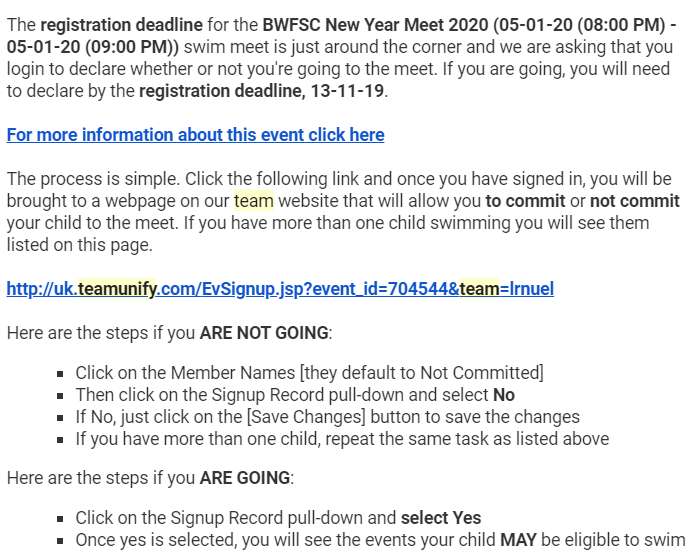 The registration deadline for the BWFSC New Year Meet 2020 (05-01-20 (08:00 PM) -
05-01-20 (09:00 PM)) swim meet is just around the corner and we are asking that you
login to declare whether or not you're going to the meet. If you are going, you will need
to declare by the registration deadline, 13-11-19.
For more information about this event click here
The process is simple. Click the following link and once you have signed in, you will be
brought to a webpage on our team website that will allow you to commit or not commit
your child to the meet. If you have more than one child swimming you will see them
listed on this page.
http://uk.teamunify.com/EvSignup.jsp?event_id=704544&team=lrnuel
Here are the steps if you ARE NOT GOING:
▪ Click on the Member Names [they default to Not Committed]
▪ Then click on the Signup Record pull-down and select No
▪ If No, just click on the [Save Changes] button to save the changes
▪ If you have more than one child, repeat the same task as listed above
Here are the steps if you ARE GOING:
▪ Click on the Signup Record pull-down and select Yes
▪ Once yes is selected, you will see the events your child MAY be eligible to swim